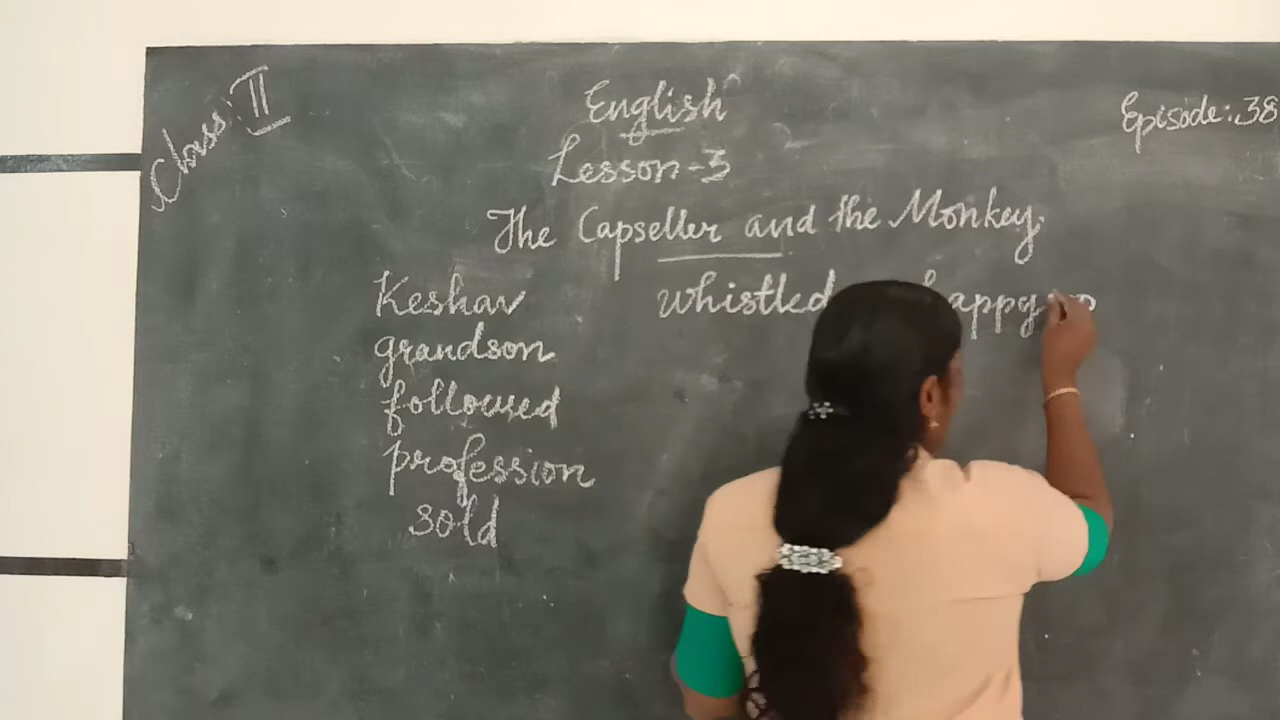 Class: II
English
Episode: 38
Lesson-3
The Capseller and the Monkey.
Keshav
whistled happy
grandson
followed
profession
sold